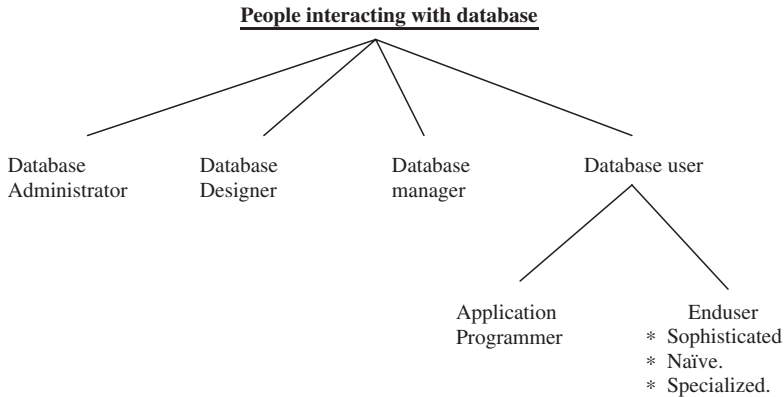 People interacting with database
Database
Administrator
Database
Designer
Database
manager
Database user
Application
Programmer
Enduser
* Sophisticated
* Naïve.
* Specialized.